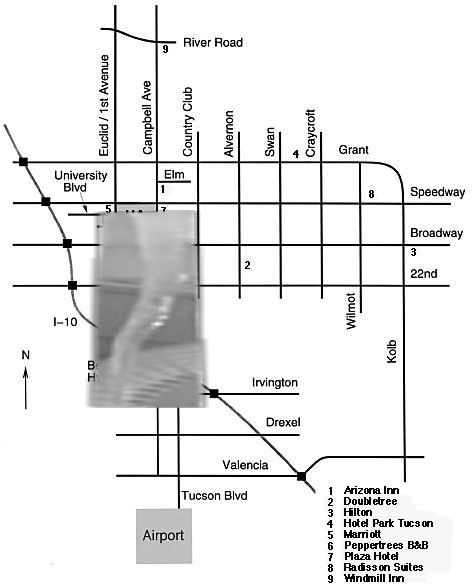 9 River Road
Euclid / 1st Avenue
Campbell Ave
Country Club
Alvernon
Swan
Craycroft
4
Grant
University
Blvd
Elm
1
8
Speedway
5
7
Broadway
2
3
22nd
Wilmot
I-10
Kolb
N
Irvington
Drexel
Valencia
Tucson Blvd
Airport
1 Arizona Inn
2 Doubletree
3 Hilton
4 Hotel Park Tucson
5 Marriott
6 Peppertrees B&B
7 Plaza Hotel
8 Radisson Suites
9 Windmill Inn